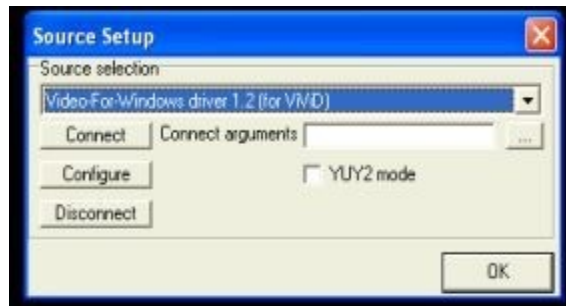 Source Setup
Source selection
Video-For-Windows driver 1.2 (for ViViD)
Connect Connect arguments ...
Configure YUY2 mode
Disconnect
OK